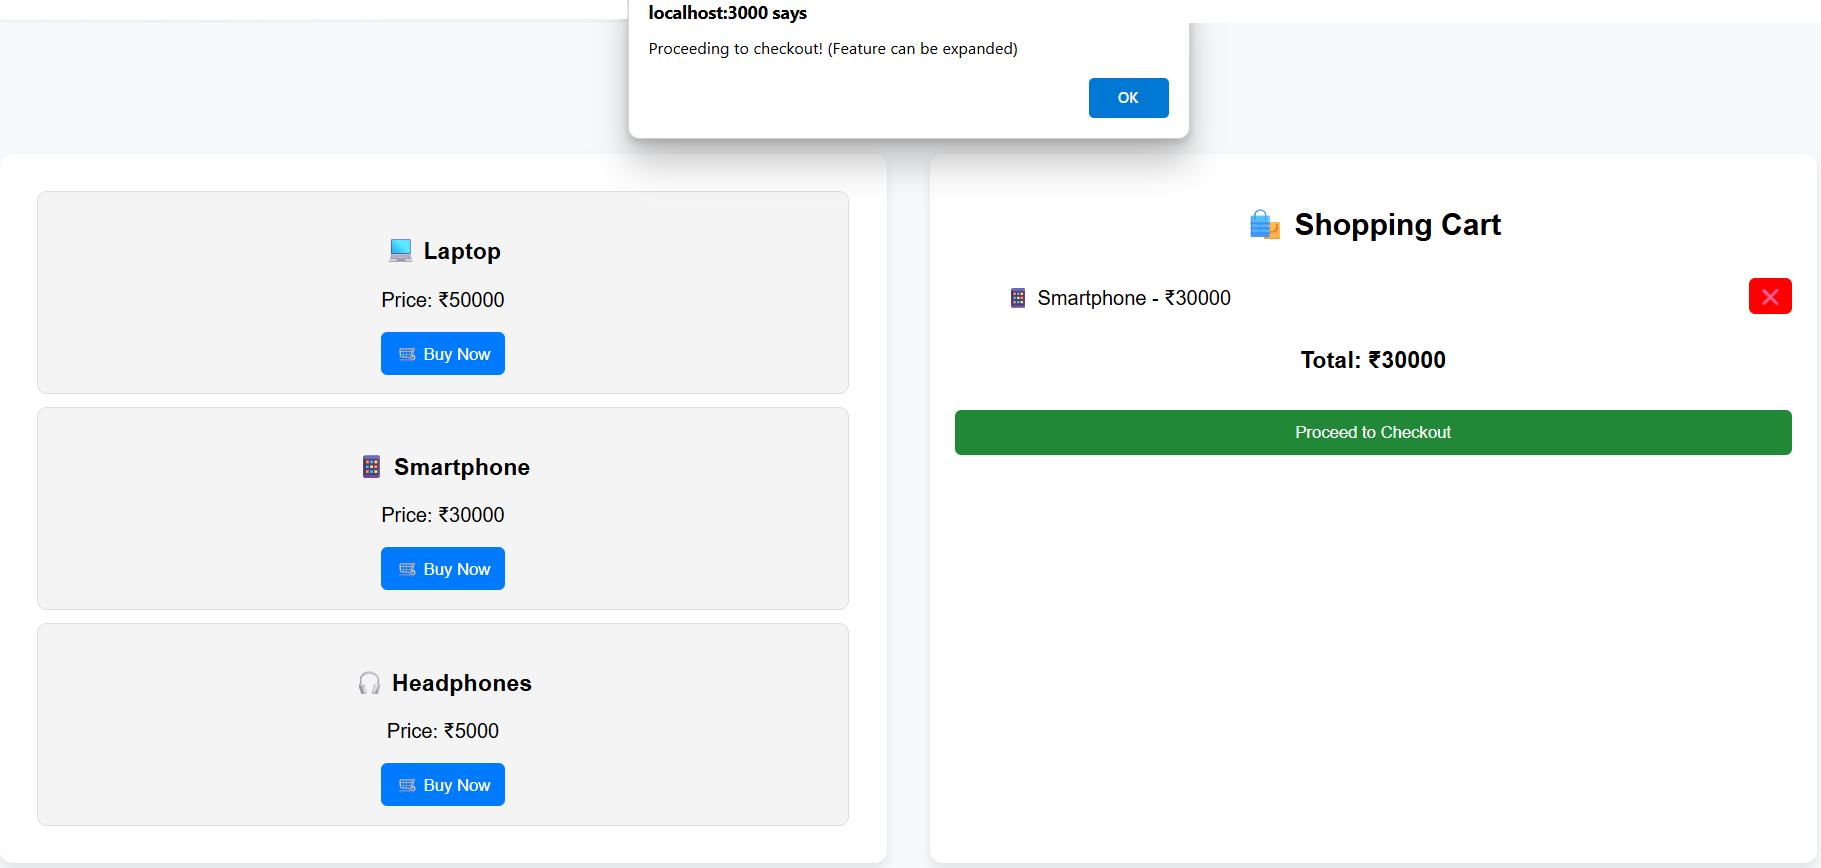 localhost:3000 says
Proceeding to checkout! (Feature can be expanded)
OK
Laptop
Price: ₹50000
Buy Now
Smartphone
Price: ₹30000
Buy Now
Headphones
Price: ₹5000
Buy Now
Shopping Cart
Smartphone - ₹30000
Total: ₹30000
Proceed to Checkout